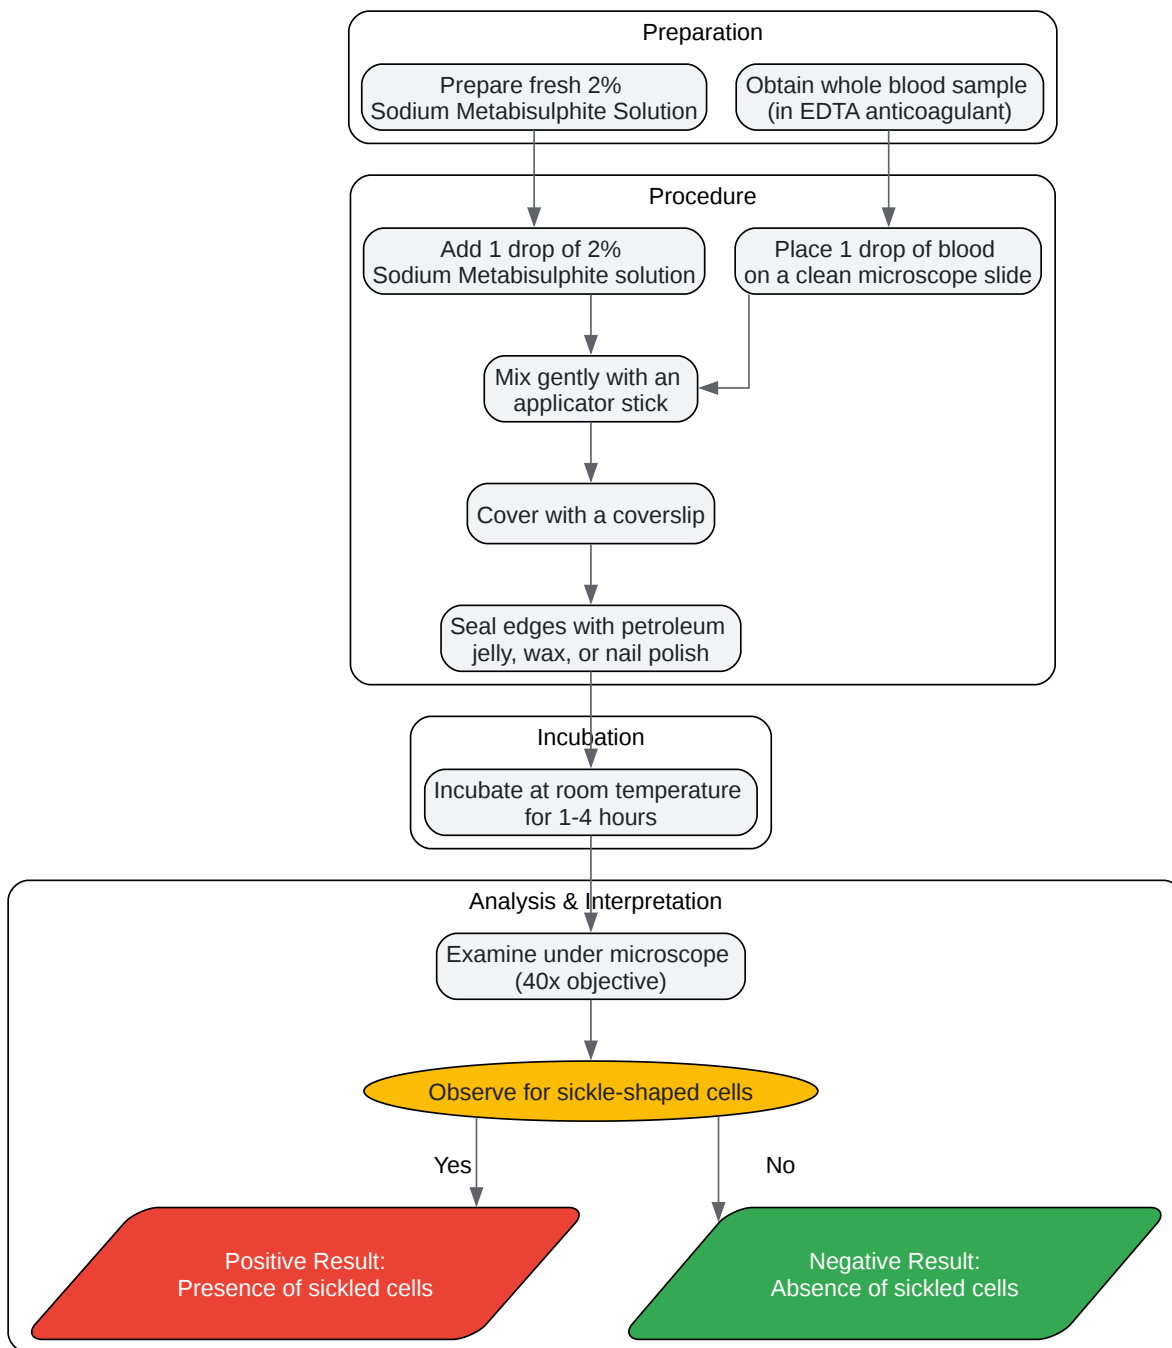 Preparation
Prepare fresh 2%
Sodium Metabisulphite Solution
Obtain whole blood sample
(in EDTA anticoagulant)
Procedure
Add 1 drop of 2%
Sodium Metabisulphite solution
Place 1 drop of blood
on a clean microscope slide
Mix gently with an
applicator stick
Cover with a coverslip
Seal edges with petroleum
jelly, wax, or nail polish
Incubation
Incubate at room temperature
for 1-4 hours
Analysis & Interpretation
Examine under microscope
(40x objective)
Observe for sickle-shaped cells
Yes
No
Positive Result:
Presence of sickled cells
Negative Result:
Absence of sickled cells